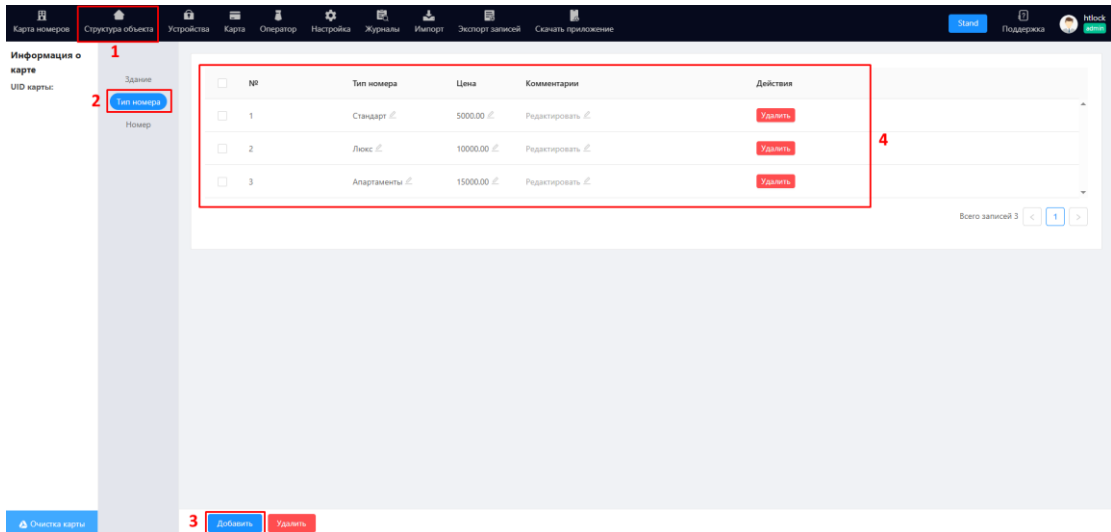 Карта номеров Структура объекта Устройства Карта Оператор Настройка Журналы Импорт Экспорт записей Скачать приложение Stand Поддержка htlock admin
1
Информация о карте
UID карты:
Здание
2 Тип номера
Номер
№ Тип номера Цена Комментарии Действия
1 Стандарт 5000.00 Редактировать Удалить
2 Люкс 10000.00 Редактировать Удалить
3 Апартаменты 15000.00 Редактировать Удалить
4
Всего записей 3 < 1 >
Очистка карты
3 Добавить Удалить